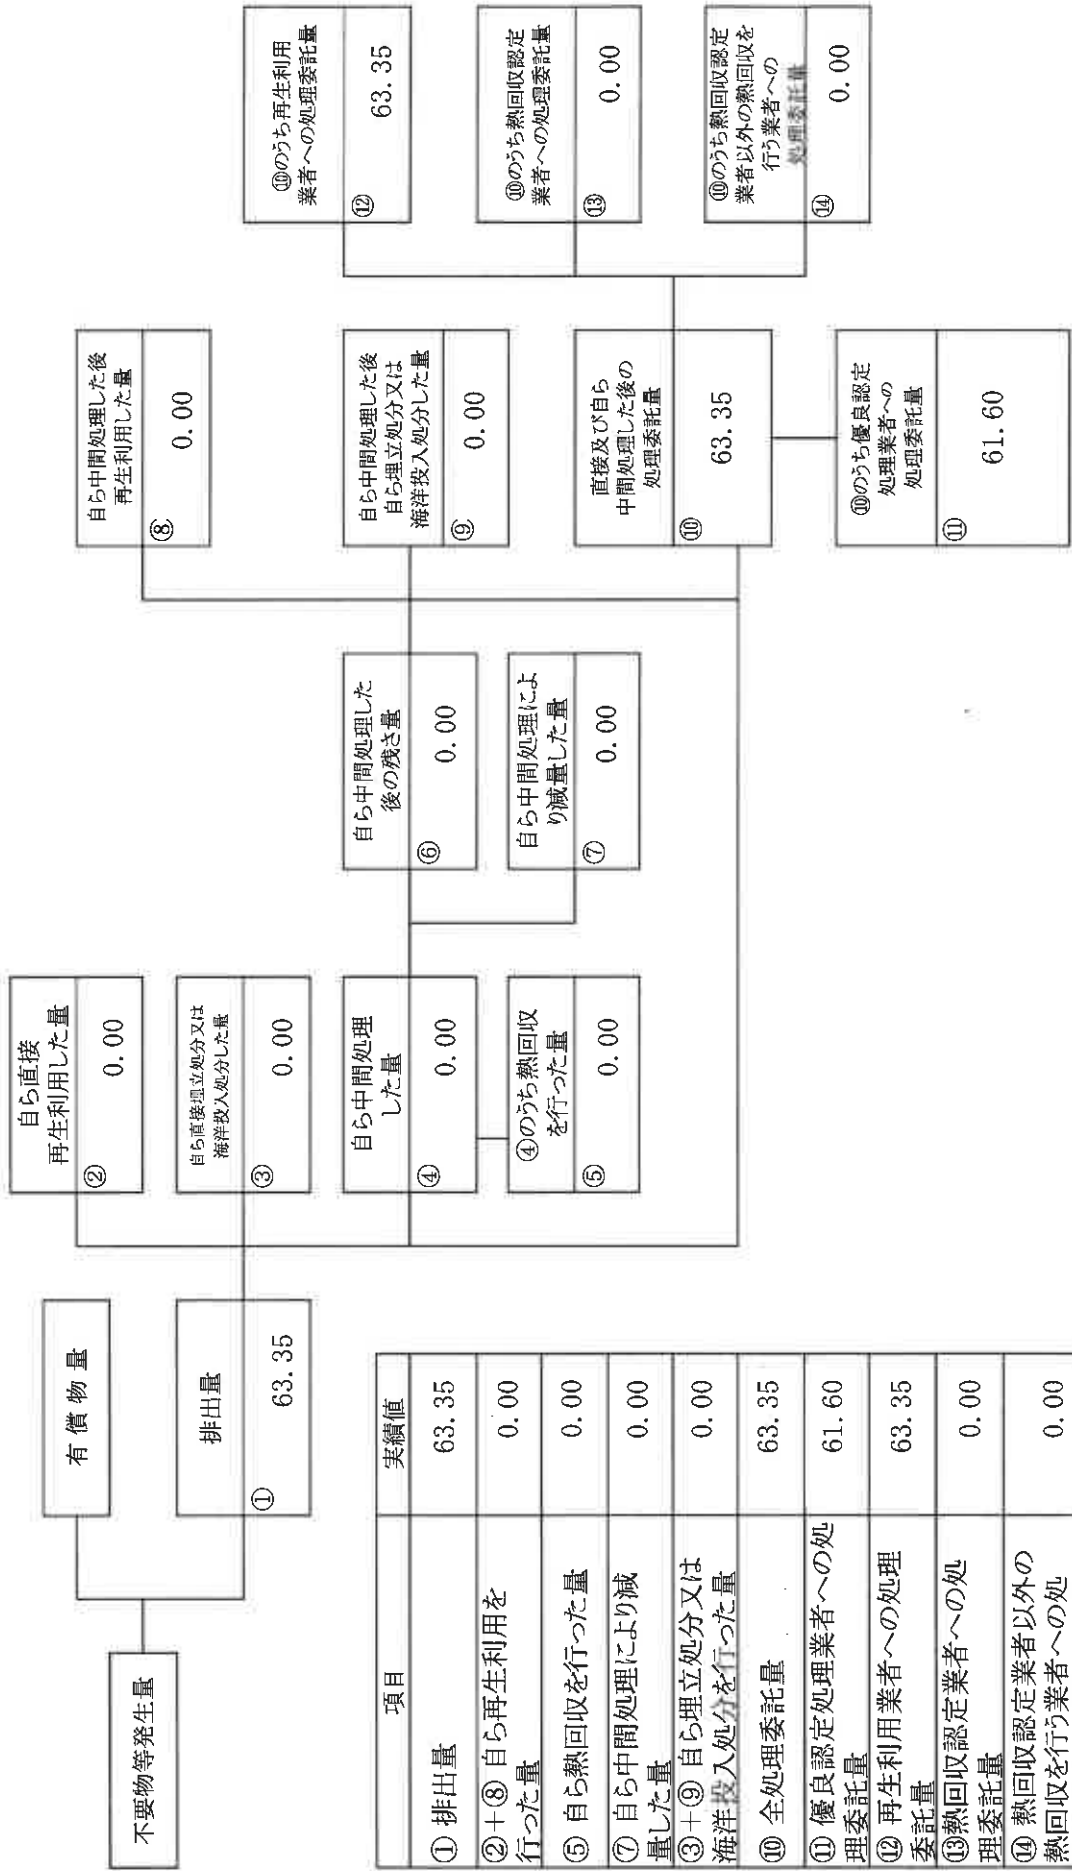 不要物等発生量
有償物量
排出量
①
63.35
自ら直接
再生利用した量
②
0.00
自ら直接埋立処分又は
海洋投入処分した量
③
0.00
自ら中間処理
した量
④
0.00
④のうち熱回収
を行った量
⑤
0.00
自ら中間処理した
後の残さ量
⑥
0.00
自ら中間処理によ
り減量した量
⑦
0.00
自ら中間処理した後
再生利用した量
⑧
0.00
自ら中間処理した後
自ら埋立処分又は
海洋投入処分した量
⑨
0.00
直接及び自ら
中間処理した後の
処理委託量
⑩
63.35
⑩のうち優良認定
処理業者への
処理委託量
⑪
61.60
⑩のうち再生利用
業者への処理委託量
⑫
63.35
⑩のうち熱回収認定
業者への処理委託量
⑬
0.00
⑩のうち熱回収認定
業者以外の熱回収を
行う業者への
処理委託量
⑭
0.00
項目 実績値
① 排出量 63.35
②+⑧ 自ら再生利用を
行った量 0.00
⑤ 自ら熱回収を行った量 0.00
⑦ 自ら中間処理により減
量した量 0.00
③+⑨ 自ら埋立処分又は
海洋投入処分を行った量 0.00
⑩ 全処理委託量 63.35
⑪ 優良認定処理業者への処
理委託量 61.60
⑫ 再生利用業者への処理
委託量 63.35
⑬熱回収認定業者への処
理委託量 0.00
⑭ 熱回収認定業者以外の
熱回収を行う業者への処 0.00